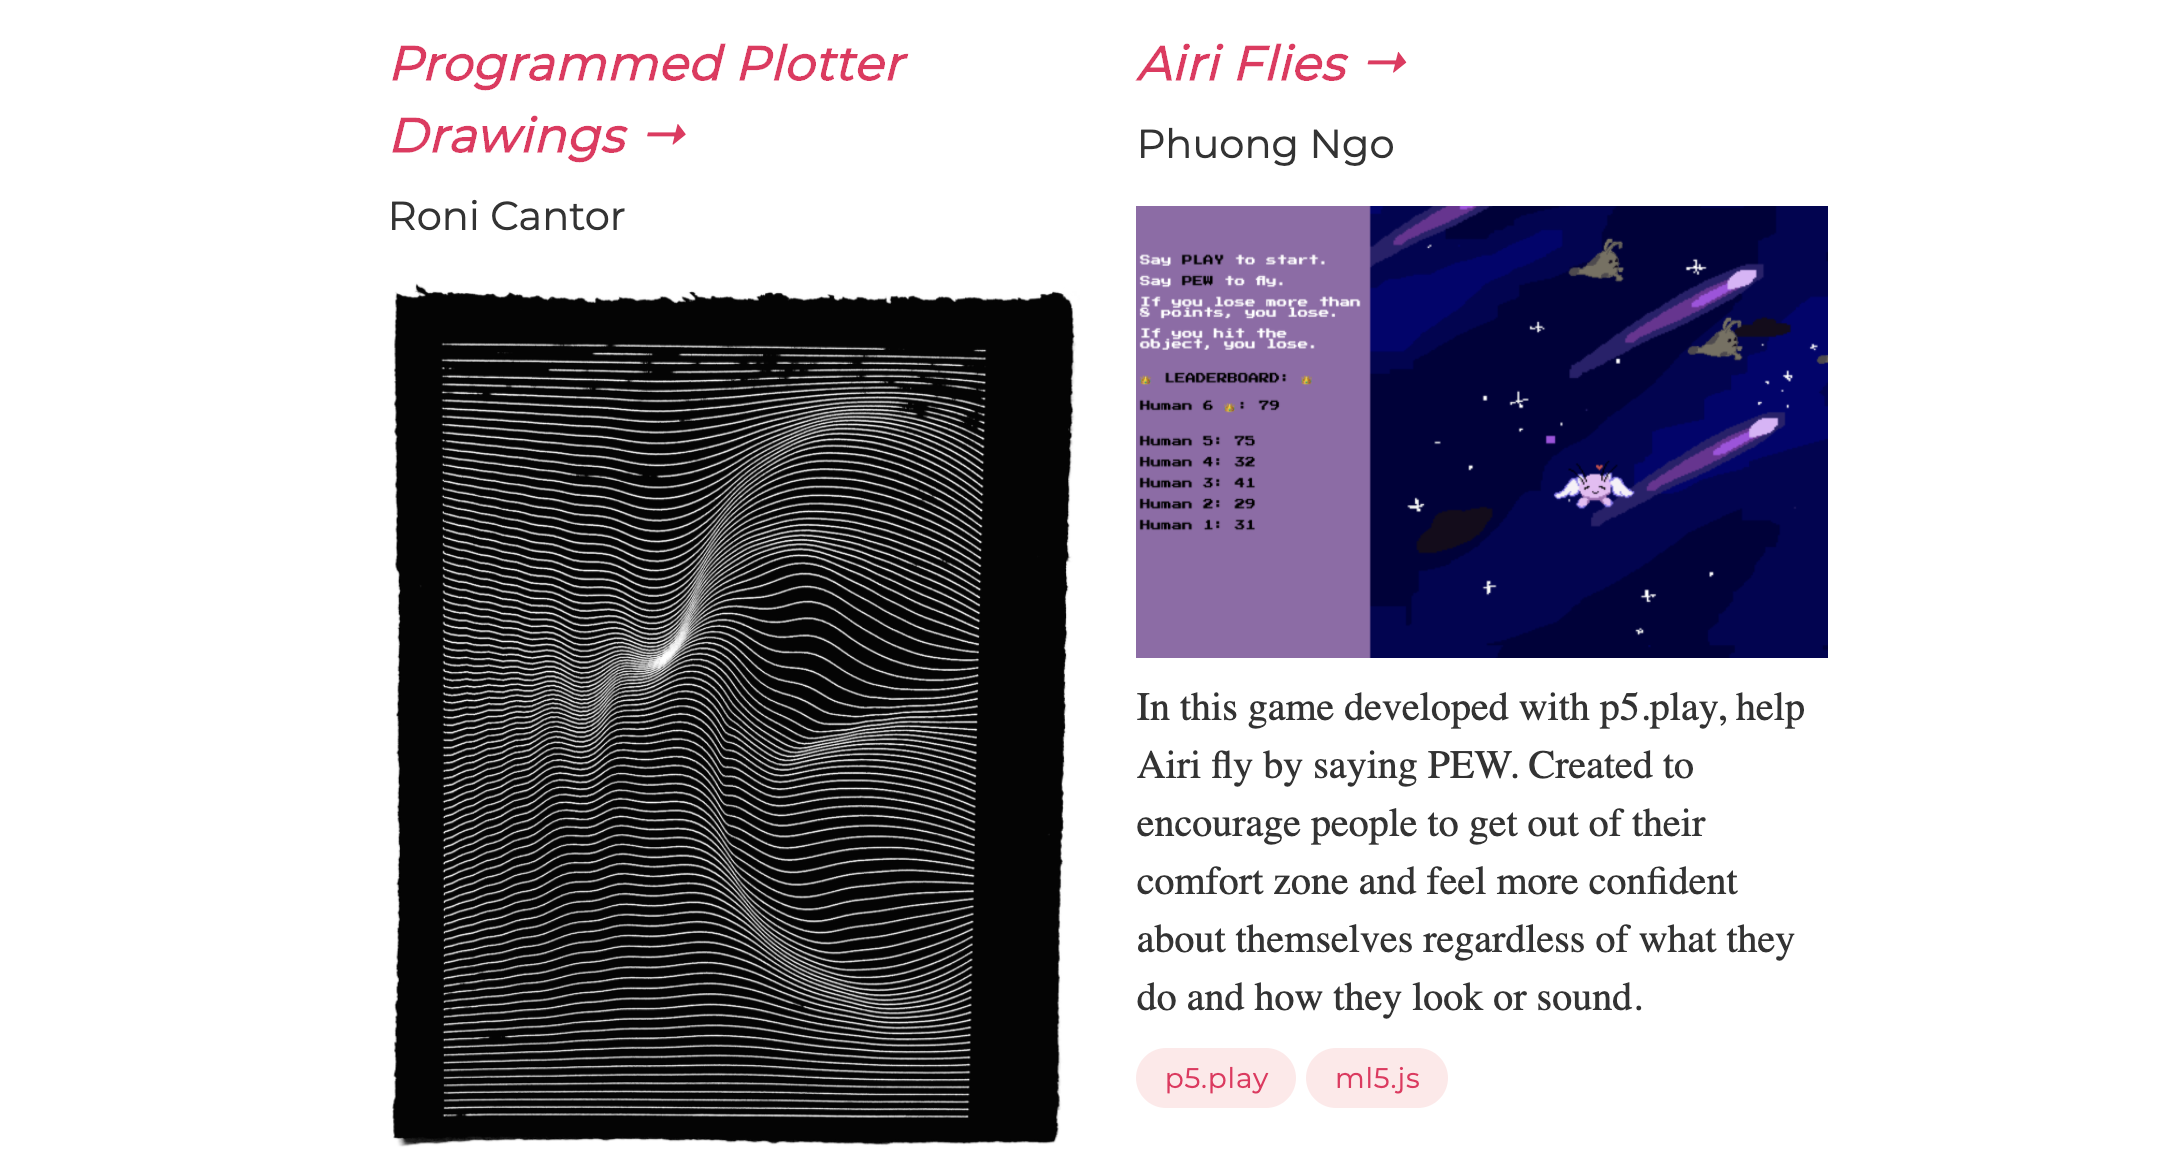 Programmed Plotter
Drawings →
Roni Cantor
Airi Flies →
Phuong Ngo
Say PLAY to start.
Say PEW to fly.
If you lose more than
8 points, you lose.
If you hit the
object, you lose.
LEADERBOARD:
Human 6 : 79
Human 5: 75
Human 4: 32
Human 3: 41
Human 2: 29
Human 1: 31
In this game developed with p5.play, help
Airi fly by saying PEW. Created to
encourage people to get out of their
comfort zone and feel more confident
about themselves regardless of what they
do and how they look or sound.
p5.play
ml5.js